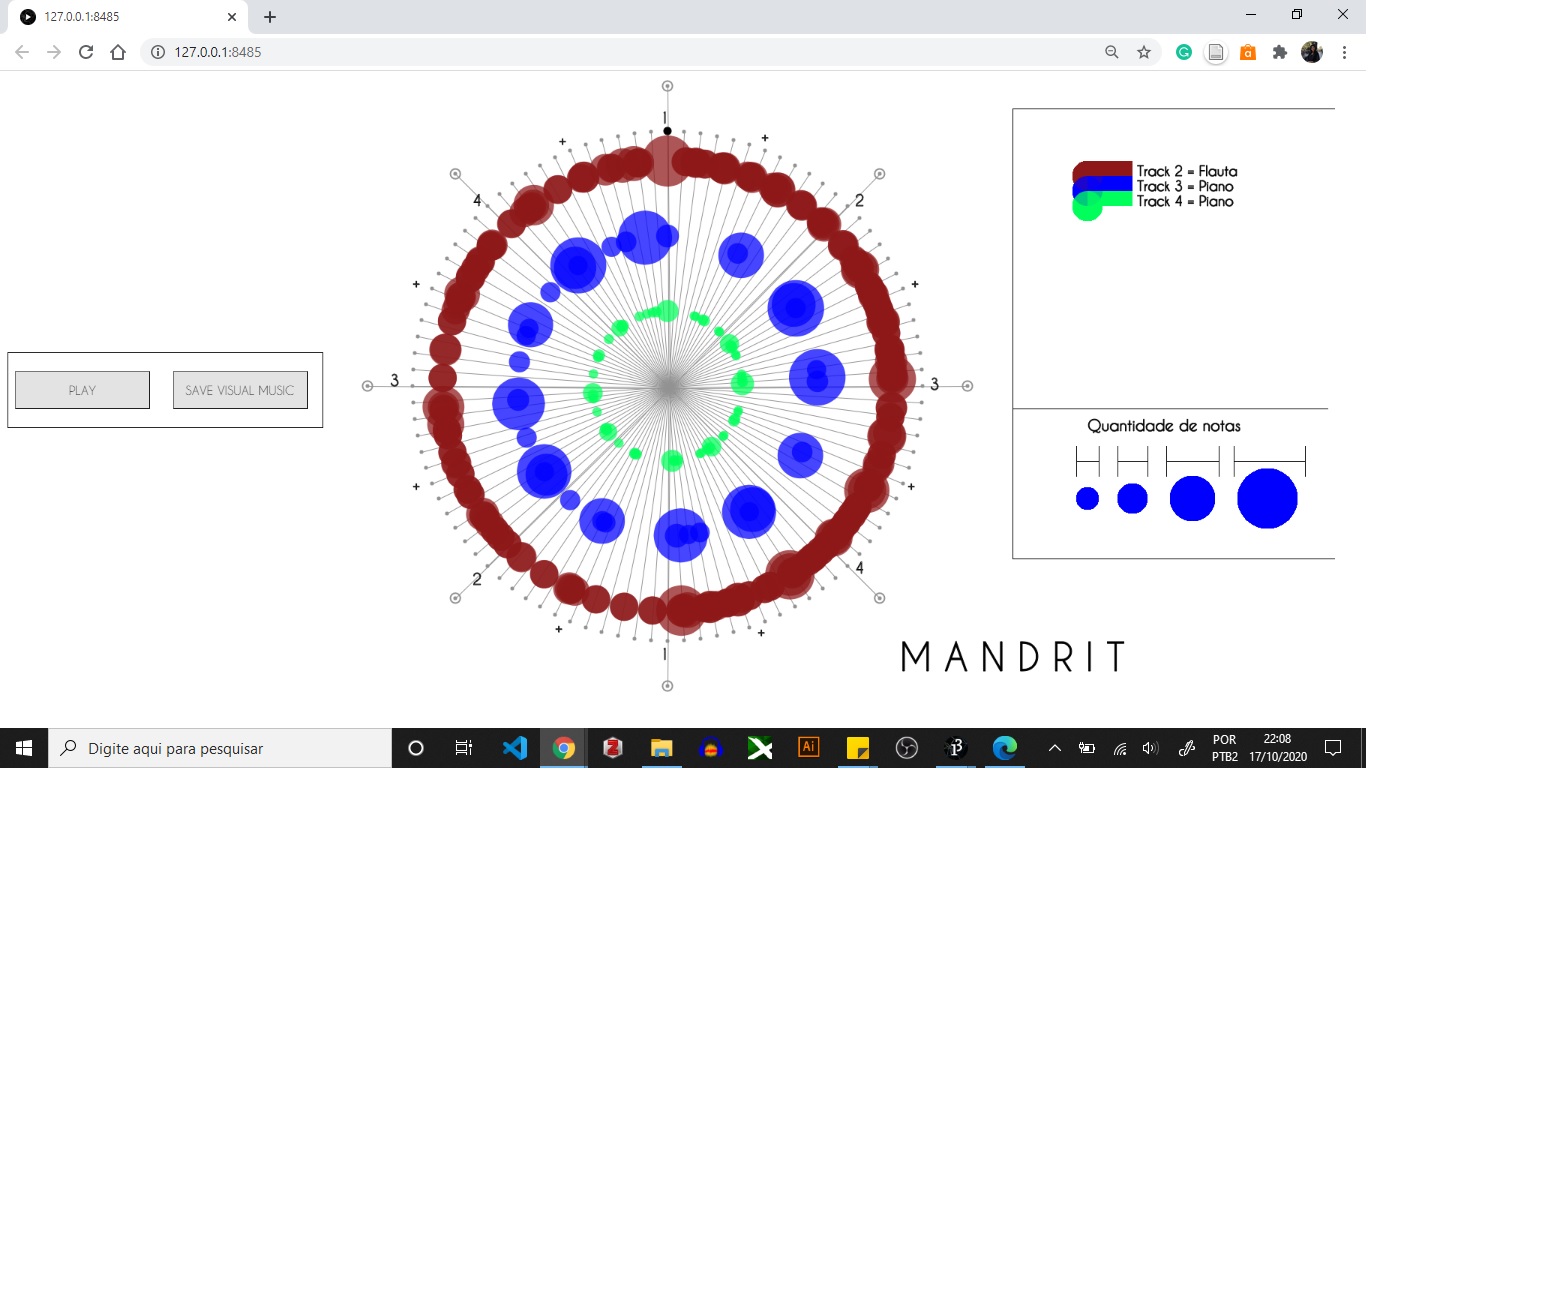 127.0.0.1:8485
127.0.0.1:8485
1
+
+
4
2
+
+
3
3
+
+
2
4
+
+
1
PLAY
SAVE VISUAL MUSIC
Track 2 = Flauta
Track 3 = Piano
Track 4 = Piano
Quantidade de notas
MANDRIT
Digite aqui para pesquisar
Ai
POR
PTB2
22:08
17/10/2020